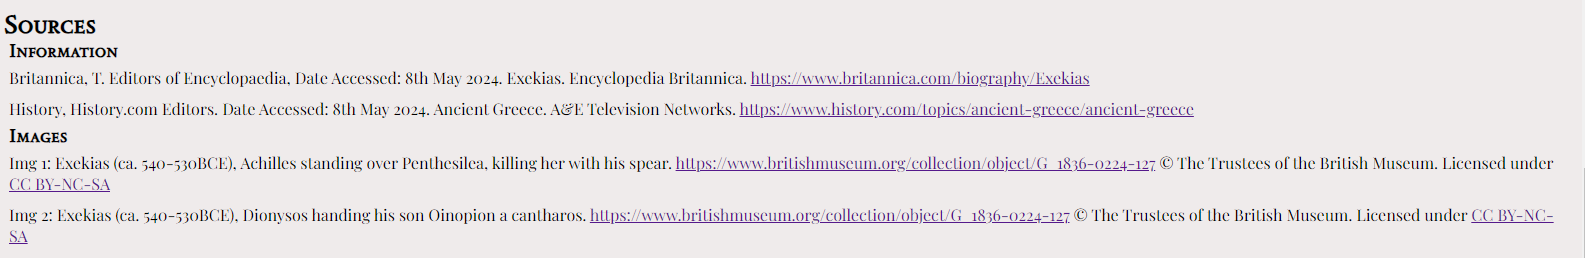 Sources
Information
Britannica, T. Editors of Encyclopaedia, Date Accessed: 8th May 2024. Exekias. Encyclopedia Britannica. https://www.britannica.com/biography/Exekias
History, History.com Editors. Date Accessed: 8th May 2024. Ancient Greece. A&E Television Networks. https://www.history.com/topics/ancient-greece/ancient-greece
Images
Img 1: Exekias (ca. 540-530BCE), Achilles standing over Penthesilea, killing her with his spear. https://www.britishmuseum.org/collection/object/G_1836-0224-127 © The Trustees of the British Museum. Licensed under
CC BY-NC-SA
Img 2: Exekias (ca. 540-530BCE), Dionysos handing his son Oinopion a cantharos. https://www.britishmuseum.org/collection/object/G_1836-0224-127 © The Trustees of the British Museum. Licensed under CC BY-NC-
SA